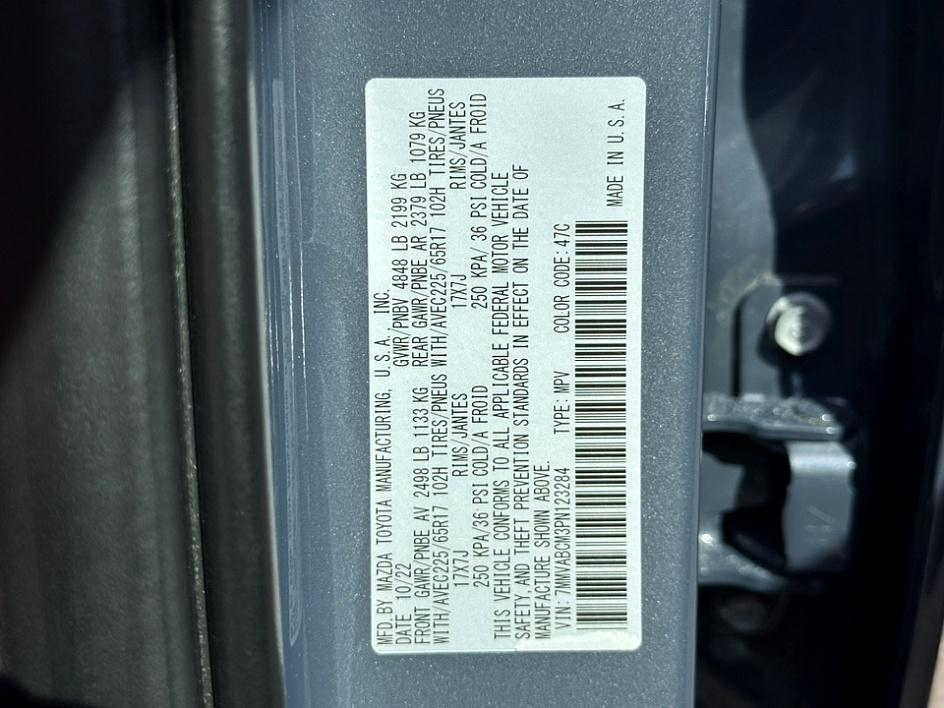 MFD. BY MAZDA TOYOTA MANUFACTURING, U.S.A., INC.
DATE 10/22 GVWR/PNBV 4848 LB 2199 KG
FRONT GAWR/PNBE AV 2498 LB 1133 KG REAR GAWR/PNBE AR 2379 LB 1079 KG
WITH/AVEC225/65R17 102H TIRES/PNEUS WITH/AVEC225/65R17 102H TIRES/PNEUS
17X7J RIMS/JANTES 17X7J RIMS/JANTES
250 KPA/36 PSI COLD/A FROID 250 KPA/ 36 PSI COLD/A FROID
THIS VEHICLE CONFORMS TO ALL APPLICABLE FEDERAL MOTOR VEHICLE
SAFETY, AND THEFT PREVENTION STANDARDS IN EFFECT ON THE DATE OF
MANUFACTURE SHOWN ABOVE.
VIN: 7MMVABCM3PN123284 TYPE: MPV COLOR CODE: 47C
MADE IN U.S.A.